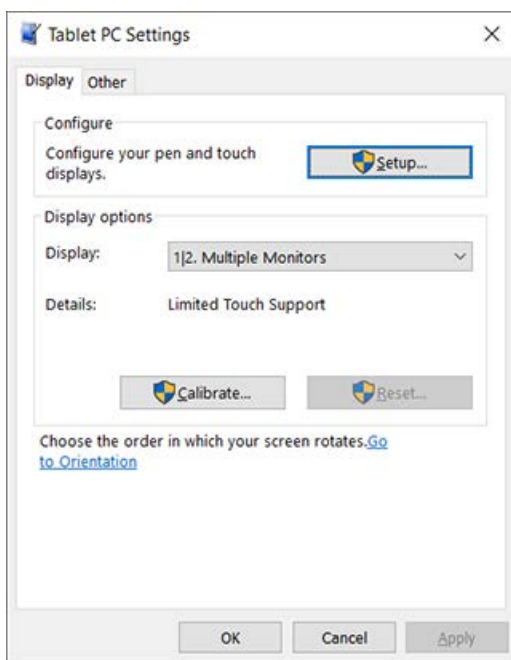 Tablet PC Settings
Display Other
Configure
Configure your pen and touch
displays.
Setup...
Display options
Display: 1|2. Multiple Monitors
Details: Limited Touch Support
Calibrate... Reset...
Choose the order in which your screen rotates.Go
to Orientation
OK Cancel Apply